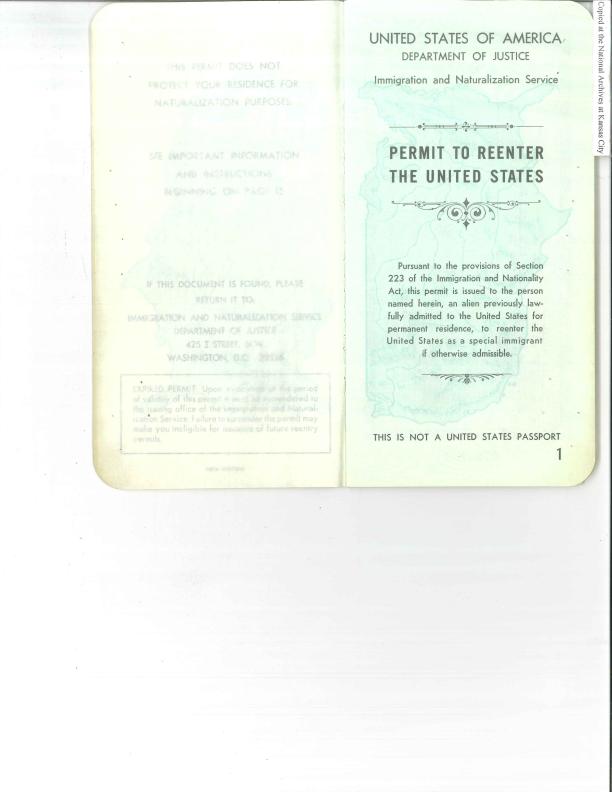 THIS PERMIT DOES NOT
PROTECT YOUR RESIDENCE FOR
NATURALIZATION PURPOSES.
SEE IMPORTANT INFORMATION
AND INSTRUCTIONS
BEGINNING ON PAGE
IF THIS DOCUMENT IS FOUND, PLEASE
RETURN IT TO:
IMMIGRATION AND NATURALIZATION SERVICE
DEPARTMENT OF JUSTICE
425 I STREET, N.W.
WASHINGTON, D.C.
EXPIRED PERMIT. Upon expiration of the period
of validity of this permit it must be surrendered to
the issuing office of the Immigration and Natural-
ization Service. Failure to surrender the permit may
make you ineligible for issuance of future reentry
permits.
UNITED STATES OF AMERICA
DEPARTMENT OF JUSTICE
Immigration and Naturalization Service
PERMIT TO REENTER
THE UNITED STATES
Pursuant to the provisions of Section
223 of the Immigration and Nationality
Act, this permit is issued to the person
named herein, an alien previously law-
fully admitted to the United States for
permanent residence, to reenter the
United States as a special immigrant
if otherwise admissible.
THIS IS NOT A UNITED STATES PASSPORT
1
Copied at the National Archives at Kansas City